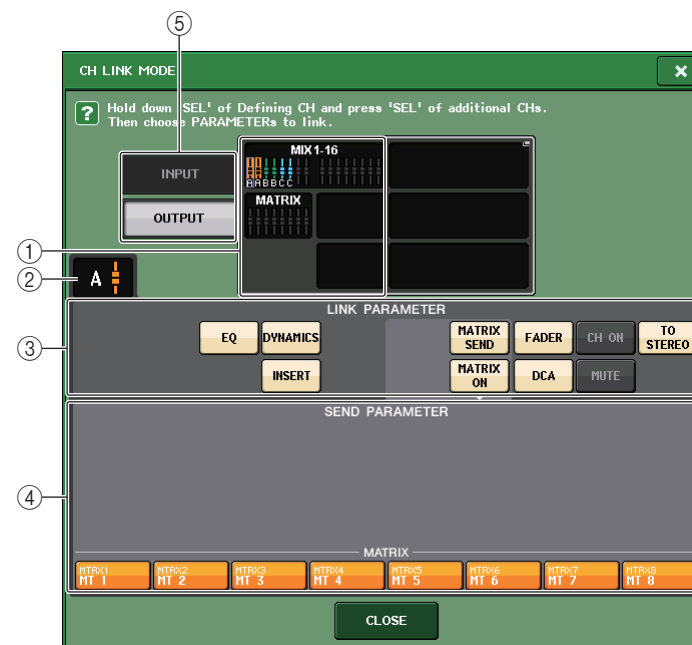 5
CH LINK MODE
×
? Hold down 'SEL' of Defining CH and press 'SEL' of additional CHs.
Then choose PARAMETERs to link.
INPUT
OUTPUT
MIX 1-16
AABBCC
MATRIX
1
2
A
3
LINK PARAMETER
EQ DYNAMICS MATRIX SEND FADER CH ON TO STEREO
INSERT MATRIX ON DCA MUTE
4
SEND PARAMETER
MATRIX
MTRX1 MTRX2 MTRX3 MTRX4 MTRX5 MTRX6 MTRX7 MTRX8
MT 1 MT 2 MT 3 MT 4 MT 5 MT 6 MT 7 MT 8
CLOSE